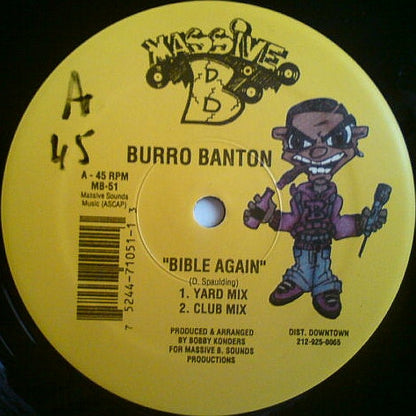 MASSIVE
D D
B
A
45
BURRO BANTON
A - 45 RPM
MB-51
Massive Sounds
Music (ASCAP)
7 52447 1051-1 3
"BIBLE AGAIN"
(D. Spaulding)
1. YARD MIX
2. CLUB MIX
PRODUCED & ARRANGED
BY BOBBY KONDERS
FOR MASSIVE B. SOUNDS
PRODUCTIONS
DIST. DOWNTOWN
212-925-0065